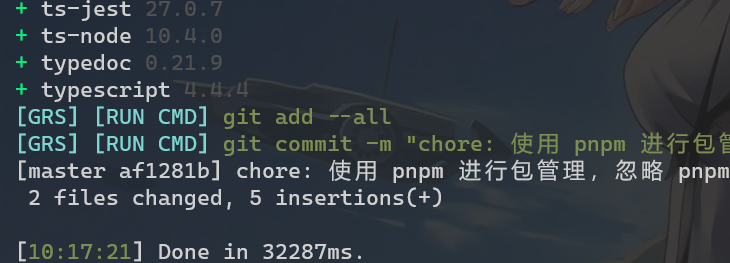 + ts-jest 27.0.7
+ ts-node 10.4.0
+ typedoc 0.21.9
+ typescript 4.4.4
[GRS] [RUN CMD] git add --all
[GRS] [RUN CMD] git commit -m "chore: 使用 pnpm 进行包管
[master af1281b] chore: 使用 pnpm 进行包管理，忽略 pnpm
2 files changed, 5 insertions(+)
[10:17:21] Done in 32287ms.